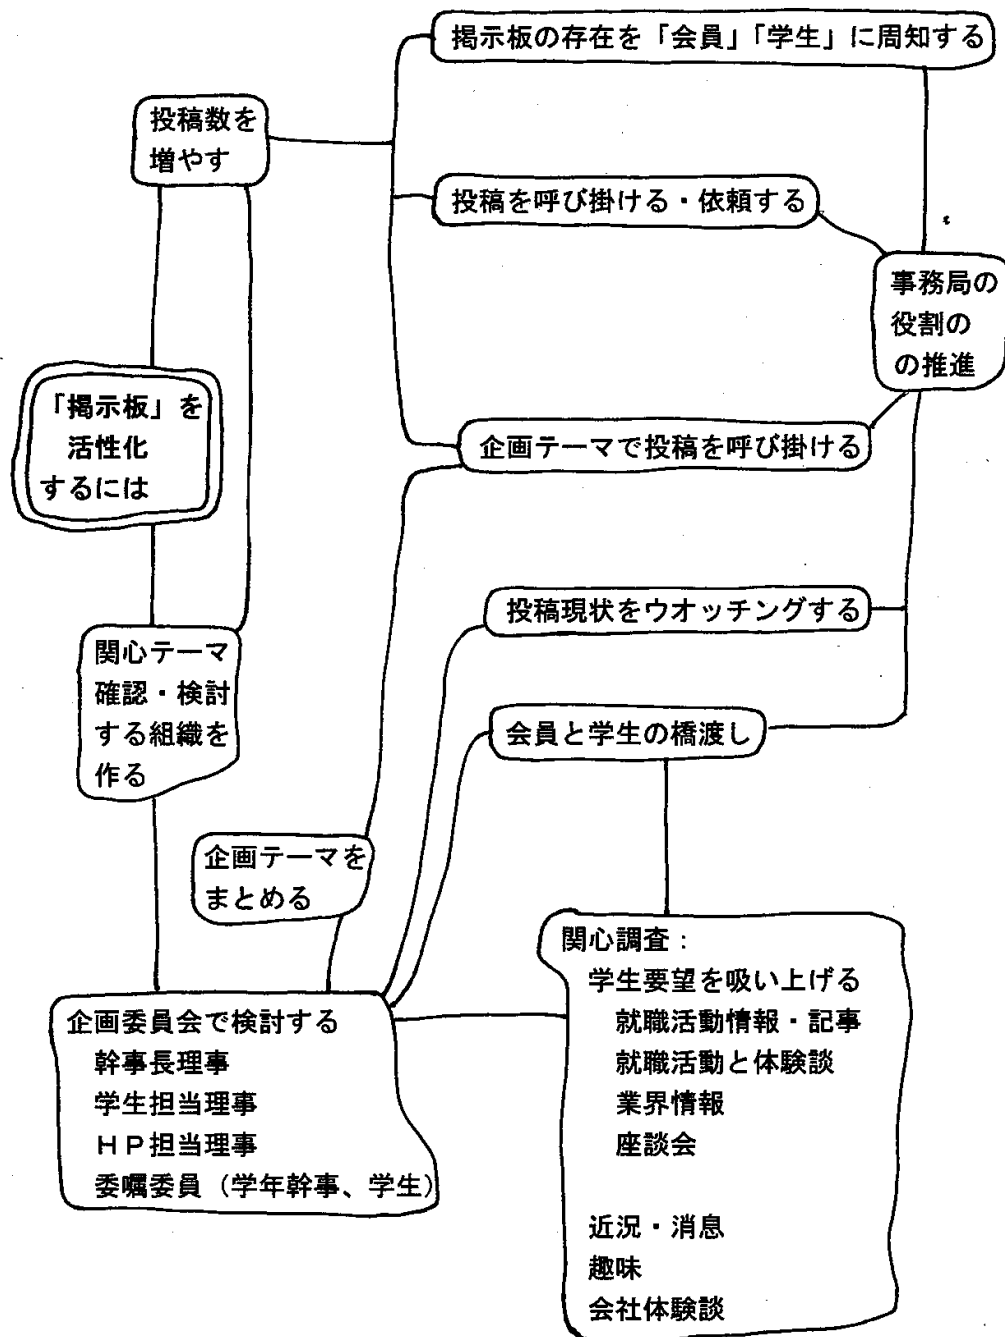 掲示板の存在を「会員」「学生」に周知する
投稿数を
増やす
投稿を呼び掛ける・依頼する
事務局の
役割の
の推進
「掲示板」を
活性化
するには
企画テーマで投稿を呼び掛ける
投稿現状をウオッチングする
関心テーマ
確認・検討
する組織を
作る
会員と学生の橋渡し
企画テーマを
まとめる
企画委員会で検討する
幹事長理事
学生担当理事
ＨＰ担当理事
委嘱委員（学年幹事、学生）
関心調査：
学生要望を吸い上げる
就職活動情報・記事
就職活動と体験談
業界情報
座談会
近況・消息
趣味
会社体験談